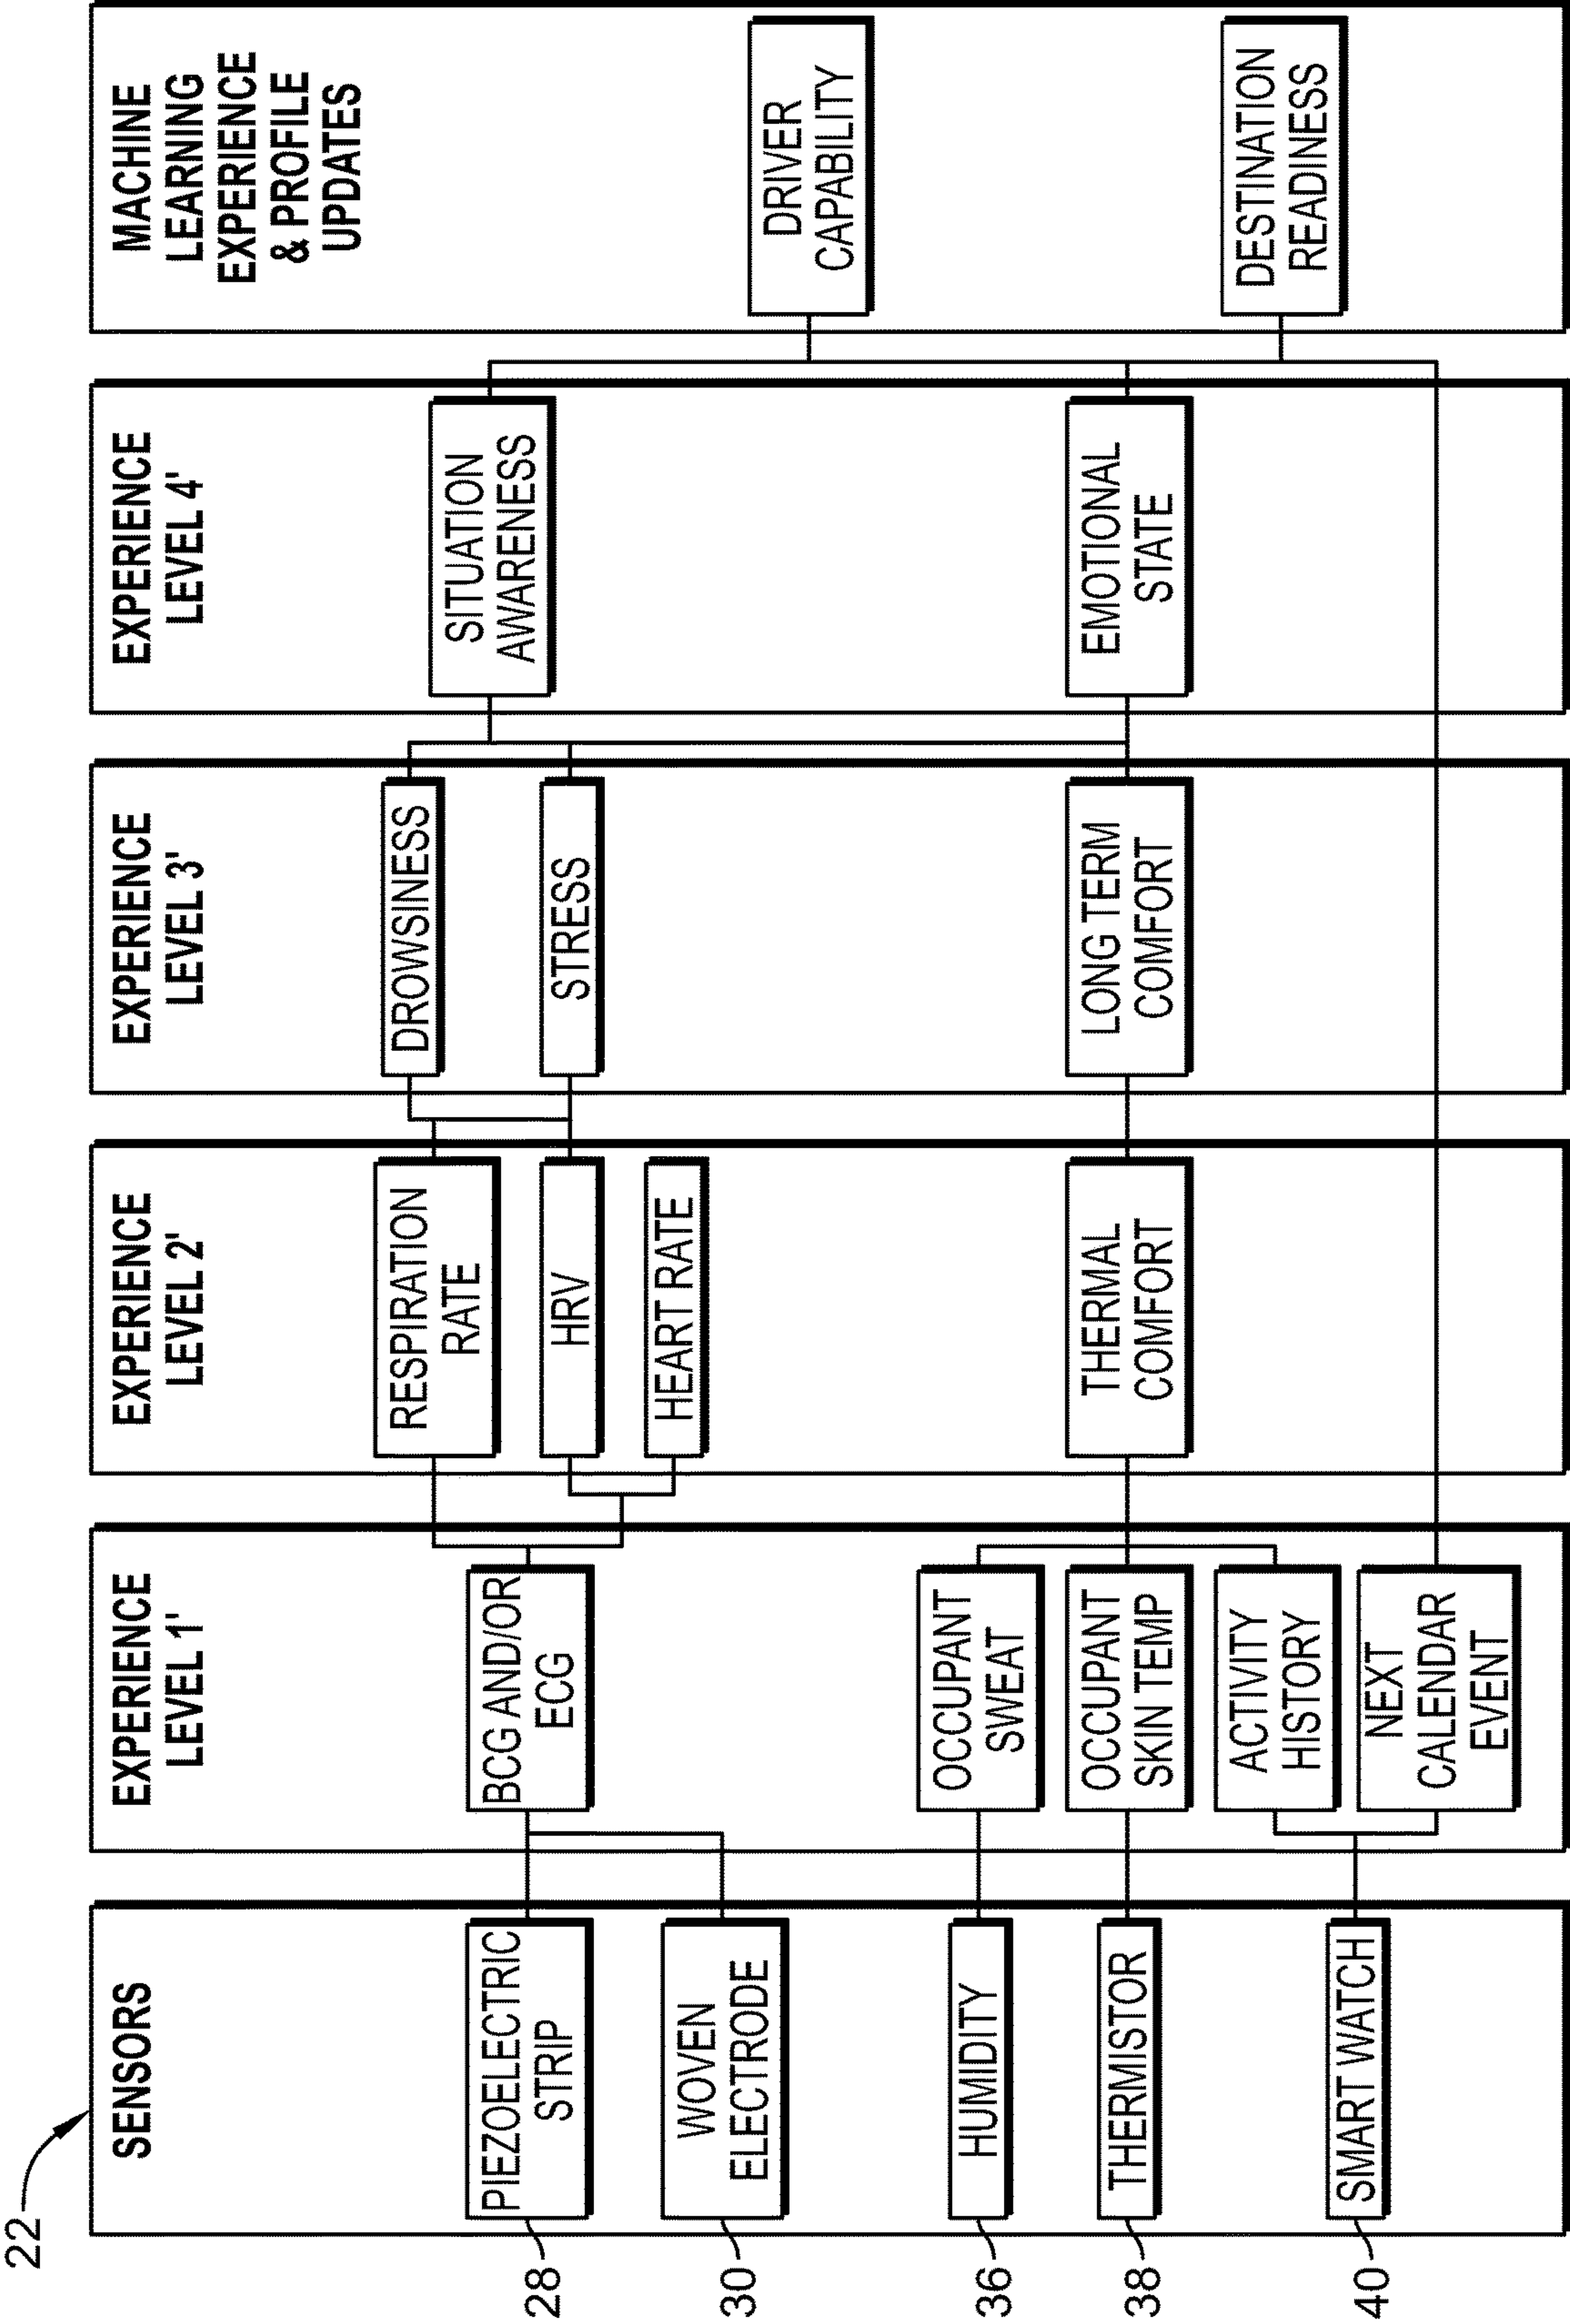 22
SENSORS
28
PIEZOELECTRIC
STRIP
30
WOVEN
ELECTRODE
36
HUMIDITY
38
THERMISTOR
40
SMART WATCH
EXPERIENCE
LEVEL 1'
BCG AND/OR
ECG
OCCUPANT
SWEAT
OCCUPANT
SKIN TEMP
ACTIVITY
HISTORY
NEXT
CALENDAR
EVENT
EXPERIENCE
LEVEL 2'
RESPIRATION
RATE
HRV
HEART RATE
THERMAL
COMFORT
EXPERIENCE
LEVEL 3'
DROWSINESS
STRESS
LONG TERM
COMFORT
EXPERIENCE
LEVEL 4'
SITUATION
AWARENESS
EMOTIONAL
STATE
MACHINE
LEARNING
EXPERIENCE
& PROFILE
UPDATES
DRIVER
CAPABILITY
DESTINATION
READINESS